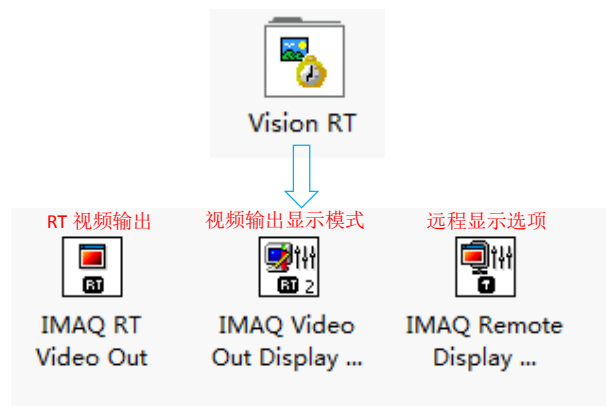 Vision RT
RT 视频输出
视频输出显示模式
远程显示选项
RT
RT 2
IMAQ RT
Video Out
IMAQ Video
Out Display ...
IMAQ Remote
Display ...